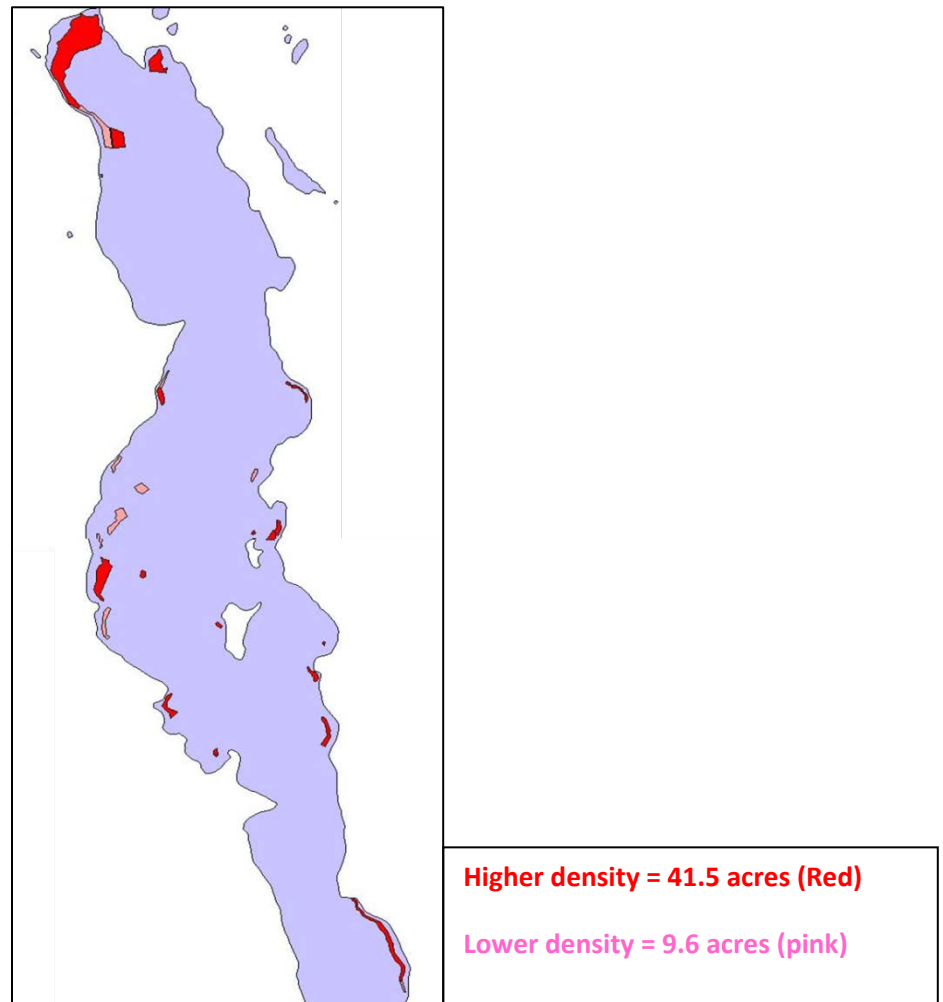 Higher density = 41.5 acres (Red)
Lower density = 9.6 acres (pink)